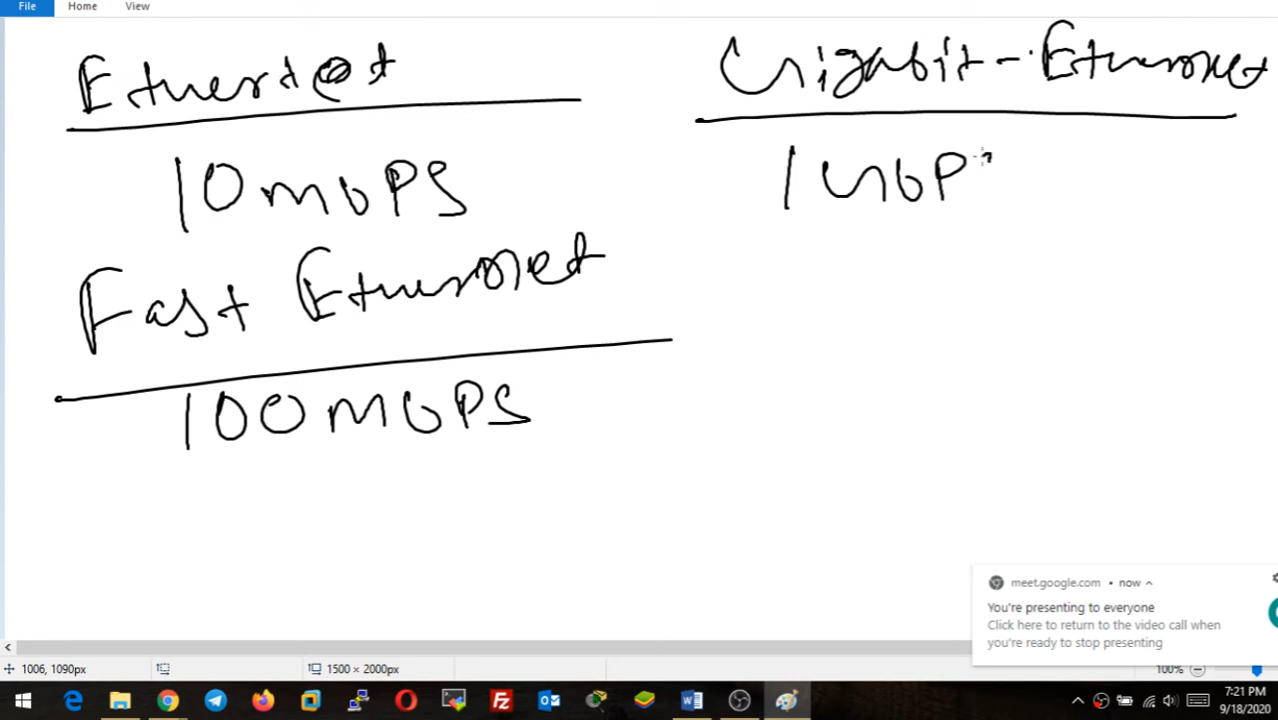 File Home View
Ethernet
10 mbps
Fast Ethernet
100 mbps
Gigabit-Ethernet
1 Gbp
meet.google.com • now
You're presenting to everyone
Click here to return to the video call when
you're ready to stop presenting
1006, 1090px
1500 × 2000px
100%
7:21 PM
9/18/2020